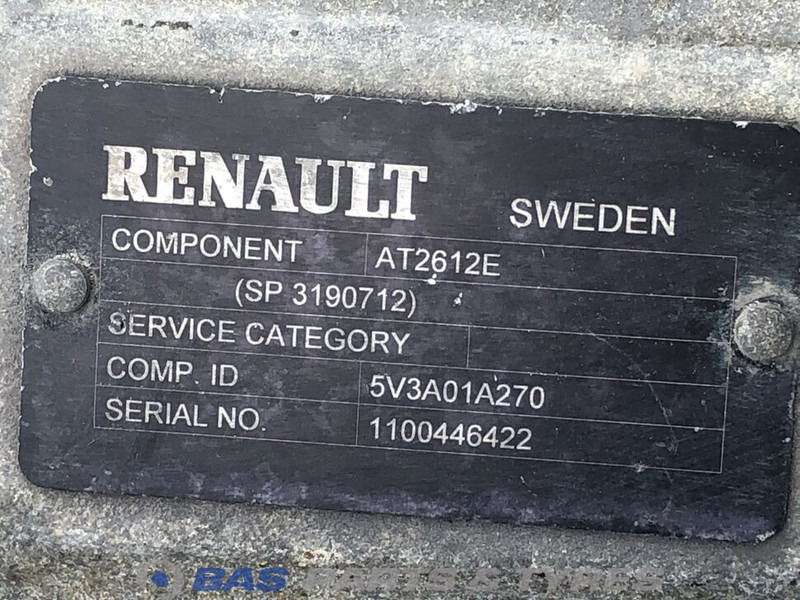 RENAULT SWEDEN
COMPONENT AT2612E
(SP 3190712)
SERVICE CATEGORY
COMP. ID 5V3A01A270
SERIAL NO. 1100446422
BAS PARTS & TYRES